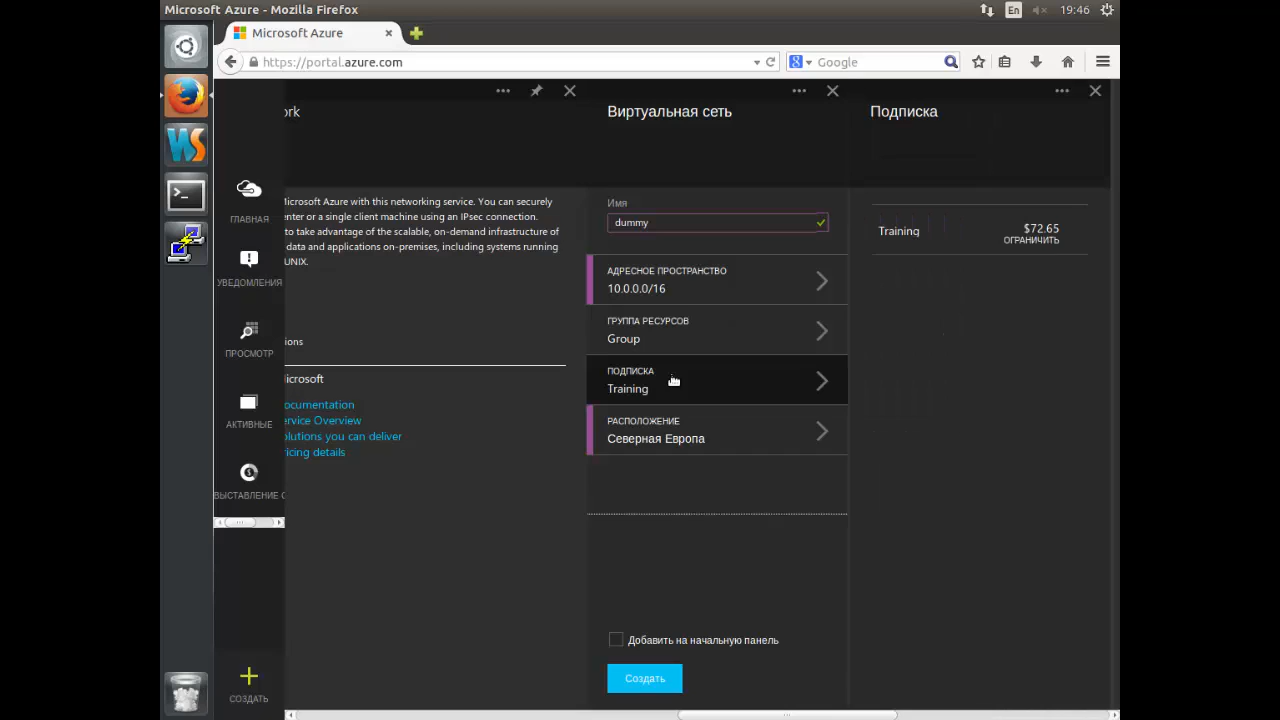 Microsoft Azure - Mozilla Firefox
En
19:46
Microsoft Azure
https://portal.azure.com
Google
ork
Виртуальная сеть
Подписка
ГЛАВНАЯ
УВЕДОМЛЕНИЯ
ПРОСМОТР
АКТИВНЫЕ
ВЫСТАВЛЕНИЕ С
СОЗДАТЬ
Microsoft Azure with this networking service. You can securely
enter or a single client machine using an IPsec connection.
to take advantage of the scalable, on-demand infrastructure of
data and applications on-premises, including systems running
UNIX.
ions
Microsoft
ocumentation
ervice Overview
olutions you can deliver
ricing details
Имя
dummy
АДРЕСНОЕ ПРОСТРАНСТВО
10.0.0.0/16
ГРУППА РЕСУРСОВ
Group
ПОДПИСКА
Training
РАСПОЛОЖЕНИЕ
Северная Европа
Добавить на начальную панель
Создать
Training
$72.65
ОГРАНИЧИТЬ